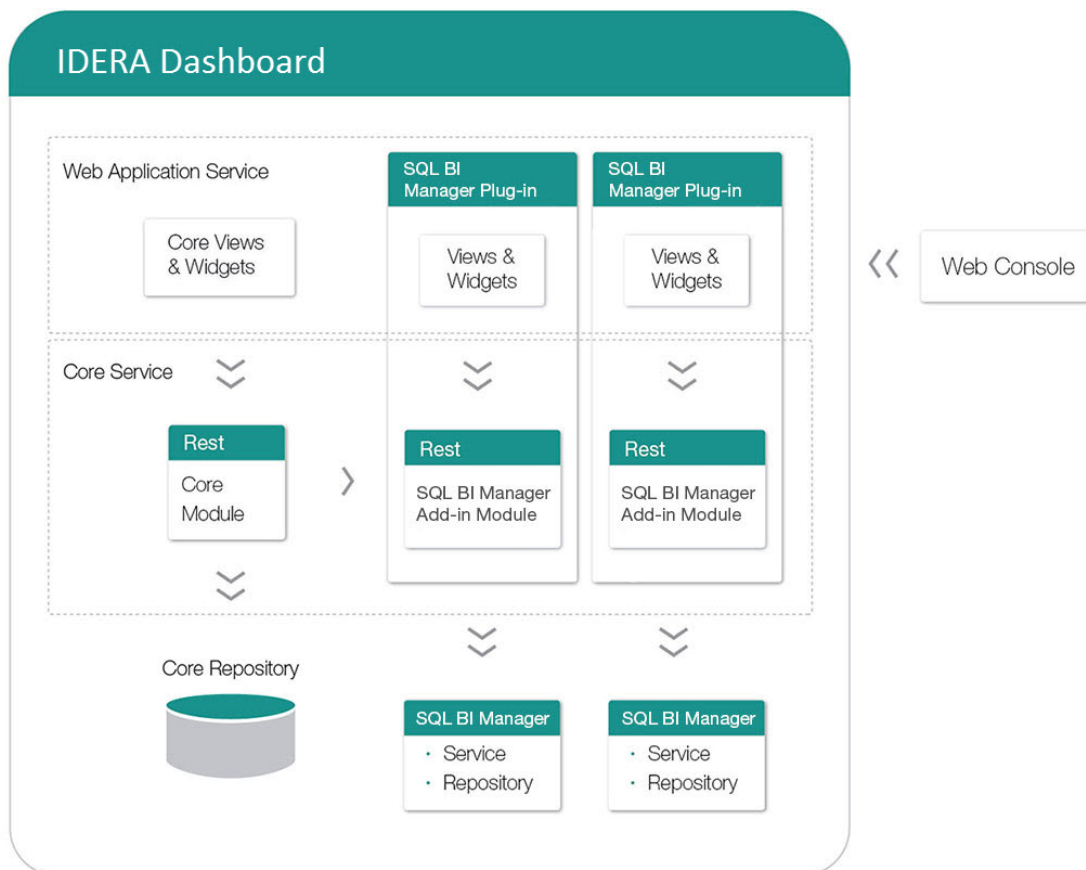 IDERA Dashboard
Web Application Service
Core Views
& Widgets
SQL BI
Manager Plug-in
Views &
Widgets
SQL BI
Manager Plug-in
Views &
Widgets
Web Console
Core Service
Rest
Core
Module
Rest
SQL BI Manager
Add-in Module
Rest
SQL BI Manager
Add-in Module
Core Repository
SQL BI Manager
· Service
· Repository
SQL BI Manager
· Service
· Repository